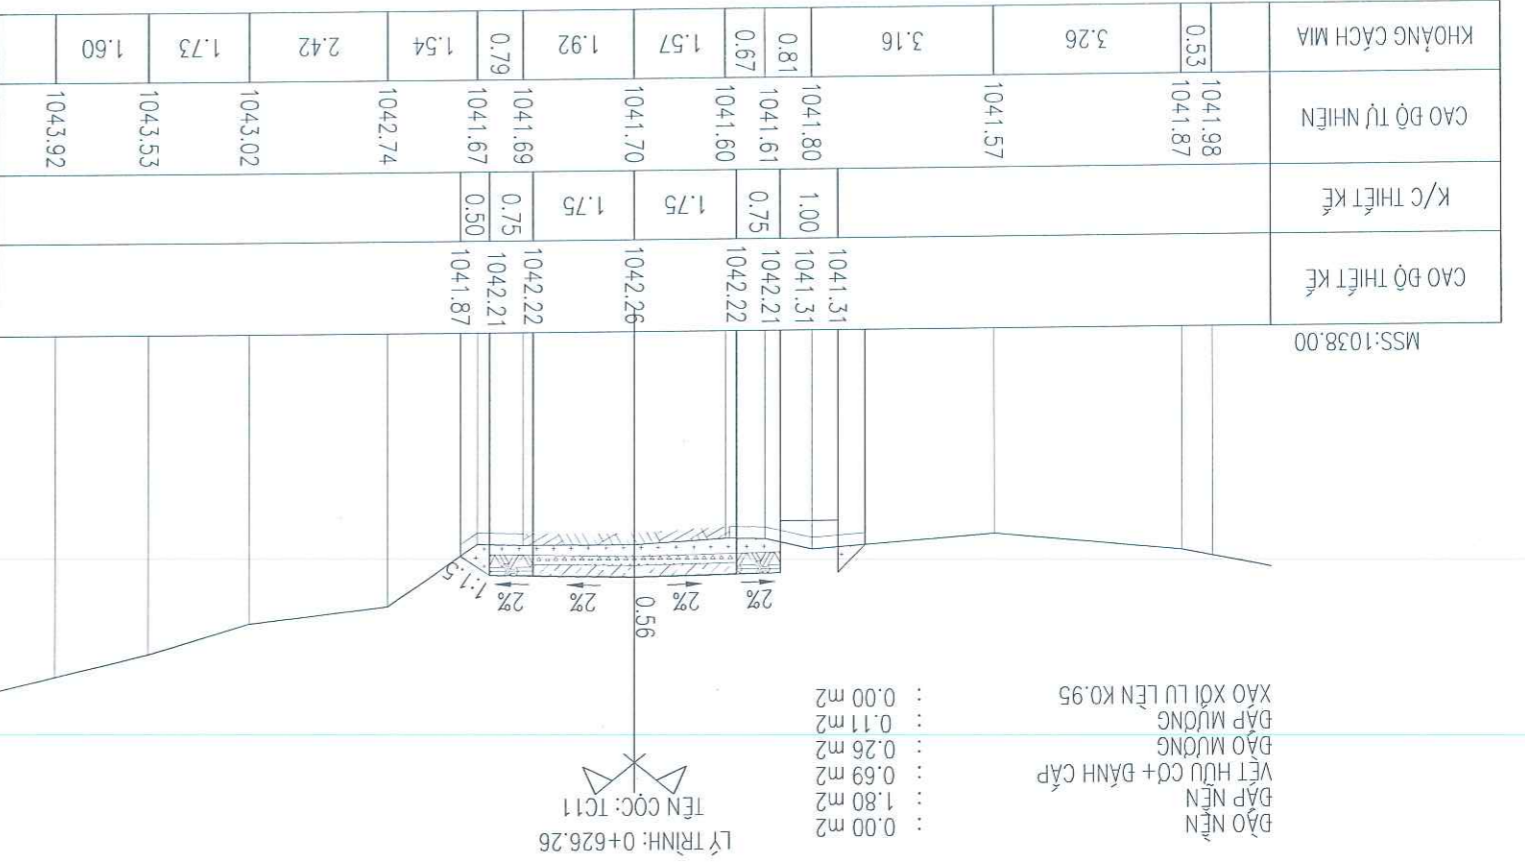 LÝ TRÌNH: 0+626.26
TÊN CỌC: TC11
ĐÀO NỀN : 0.00 m2
ĐẮP NỀN : 1.80 m2
VÉT HỮU CƠ+ ĐÁNH CẤP : 0.69 m2
ĐÀO MƯƠNG : 0.26 m2
ĐẮP MƯƠNG : 0.11 m2
XÁO XỚI LU LÈN K0.95 : 0.00 m2
0.56
2% 2% 2% 2% 1:1.5
MSS:1038.00
CAO ĐỘ THIẾT KẾ 1041.31 1041.31 1042.21 1042.22 1042.26 1042.22 1042.21 1041.87
K/C THIẾT KẾ 1.00 0.75 1.75 1.75 0.75 0.50
CAO ĐỘ TỰ NHIÊN 1041.98 1041.87 1041.57 1041.80 1041.61 1041.60 1041.70 1041.69 1041.67 1042.74 1043.02 1043.53 1043.92
KHOẢNG CÁCH MIA 0.53 3.26 3.16 0.81 0.67 1.57 1.92 0.79 1.54 2.42 1.73 1.60